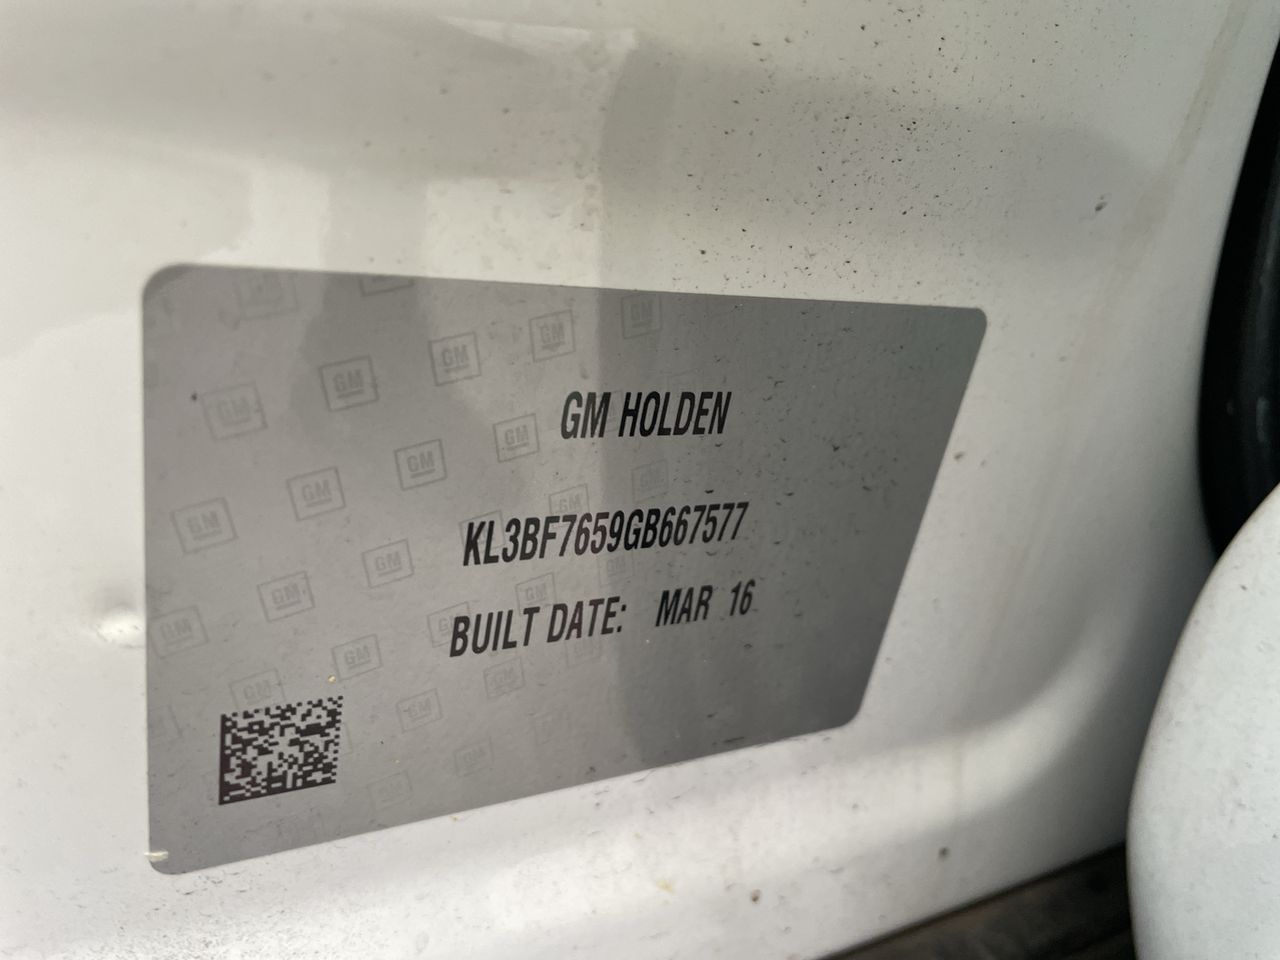 GM HOLDEN
KL3BF7659GB667577
BUILT DATE: MAR 16